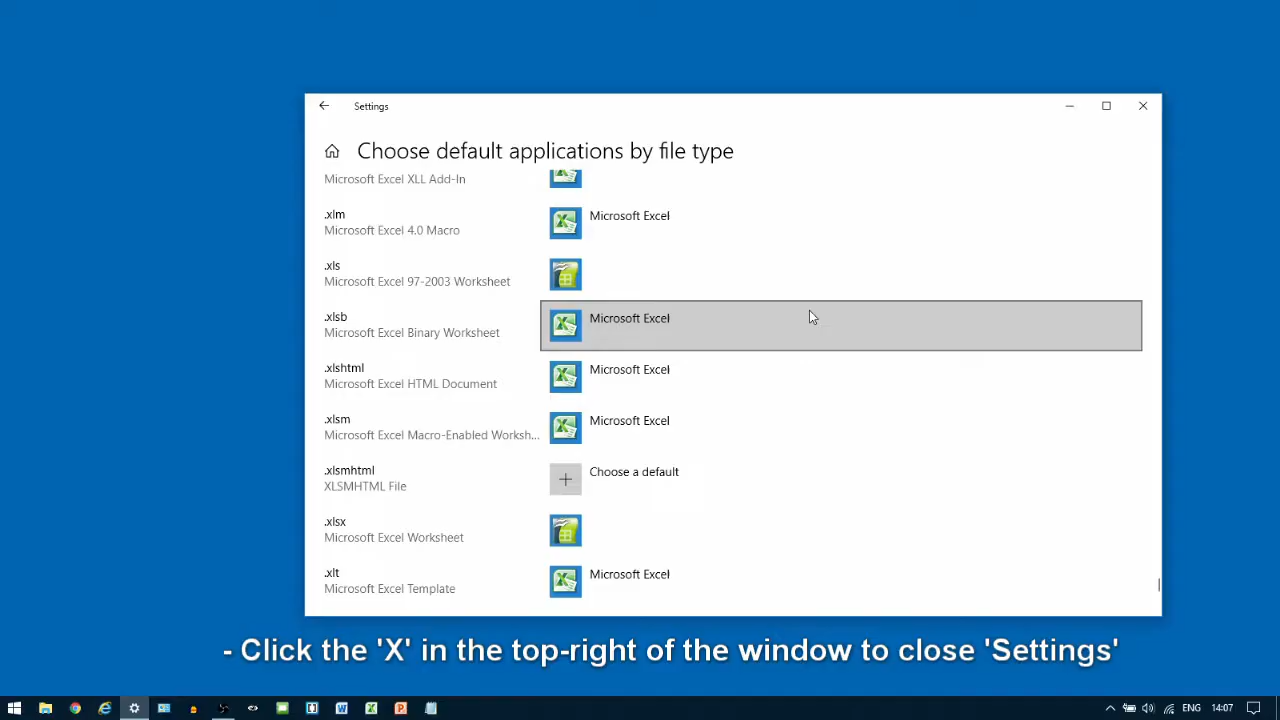 Settings
Choose default applications by file type
Microsoft Excel XLL Add-In
.xlm
Microsoft Excel 4.0 Macro
Microsoft Excel
.xls
Microsoft Excel 97-2003 Worksheet
.xlsb
Microsoft Excel Binary Worksheet
Microsoft Excel
.xlshtml
Microsoft Excel HTML Document
Microsoft Excel
.xlsm
Microsoft Excel Macro-Enabled Worksh...
Microsoft Excel
.xlsmhtml
XLSMHTML File
Choose a default
.xlsx
Microsoft Excel Worksheet
.xlt
Microsoft Excel Template
Microsoft Excel
- Click the 'X' in the top-right of the window to close 'Settings'
ENG 14:07